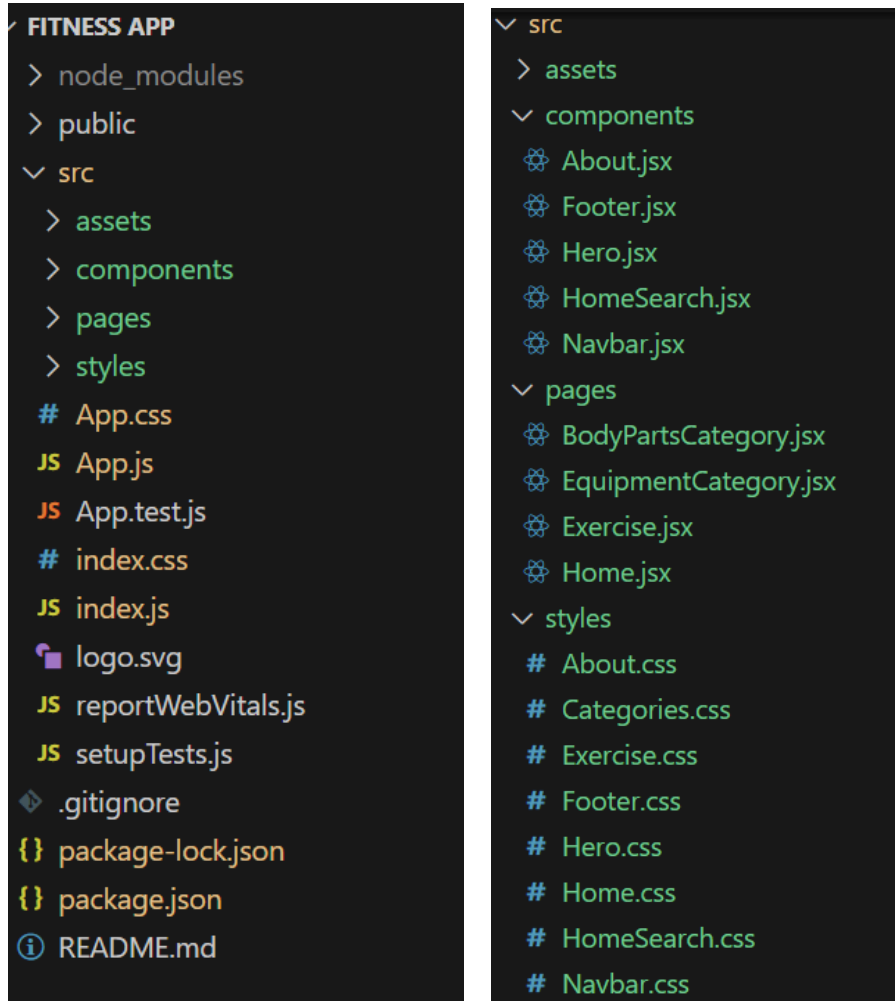 FITNESS APP
node_modules
public
src
assets
components
pages
styles
# App.css
JS App.js
JS App.test.js
# index.css
JS index.js
logo.svg
JS reportWebVitals.js
JS setupTests.js
.gitignore
{} package-lock.json
{} package.json
README.md
src
assets
components
About.jsx
Footer.jsx
Hero.jsx
HomeSearch.jsx
Navbar.jsx
pages
BodyPartsCategory.jsx
EquipmentCategory.jsx
Exercise.jsx
Home.jsx
styles
# About.css
# Categories.css
# Exercise.css
# Footer.css
# Hero.css
# Home.css
# HomeSearch.css
# Navbar.css